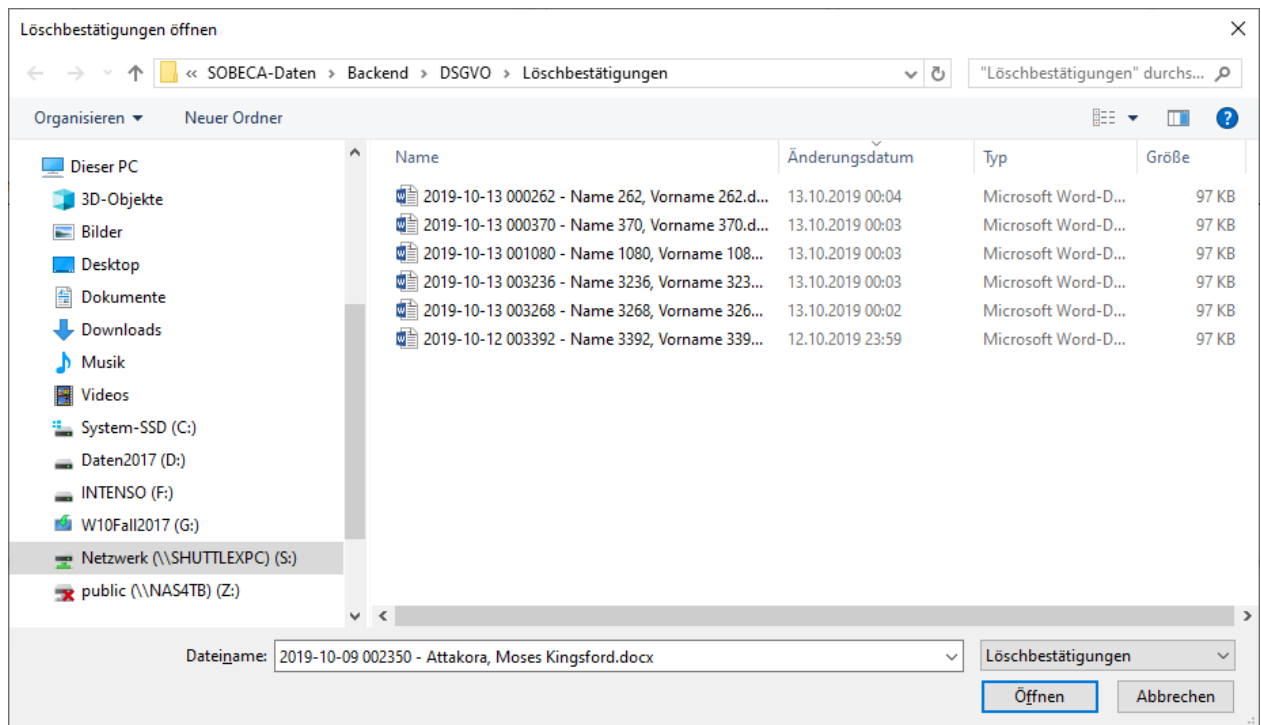 Löschbestätigungen öffnen
« SOBECA-Daten › Backend › DSGVO › Löschbestätigungen
"Löschbestätigungen" durchs...
Organisieren Neuer Ordner
Name Änderungsdatum Typ Größe
Dieser PC
3D-Objekte
Bilder
Desktop
Dokumente
Downloads
Musik
Videos
System-SSD (C:)
Daten2017 (D:)
INTENSO (F:)
W10Fall2017 (G:)
Netzwerk (\\SHUTTLEXPC) (S:)
public (\\NAS4TB) (Z:)
2019-10-13 000262 - Name 262, Vorname 262.d... 13.10.2019 00:04 Microsoft Word-D... 97 KB
2019-10-13 000370 - Name 370, Vorname 370.d... 13.10.2019 00:03 Microsoft Word-D... 97 KB
2019-10-13 001080 - Name 1080, Vorname 108... 13.10.2019 00:03 Microsoft Word-D... 97 KB
2019-10-13 003236 - Name 3236, Vorname 323... 13.10.2019 00:03 Microsoft Word-D... 97 KB
2019-10-13 003268 - Name 3268, Vorname 326... 13.10.2019 00:02 Microsoft Word-D... 97 KB
2019-10-12 003392 - Name 3392, Vorname 339... 12.10.2019 23:59 Microsoft Word-D... 97 KB
Dateiname: 2019-10-09 002350 - Attakora, Moses Kingsford.docx
Löschbestätigungen
Öffnen Abbrechen